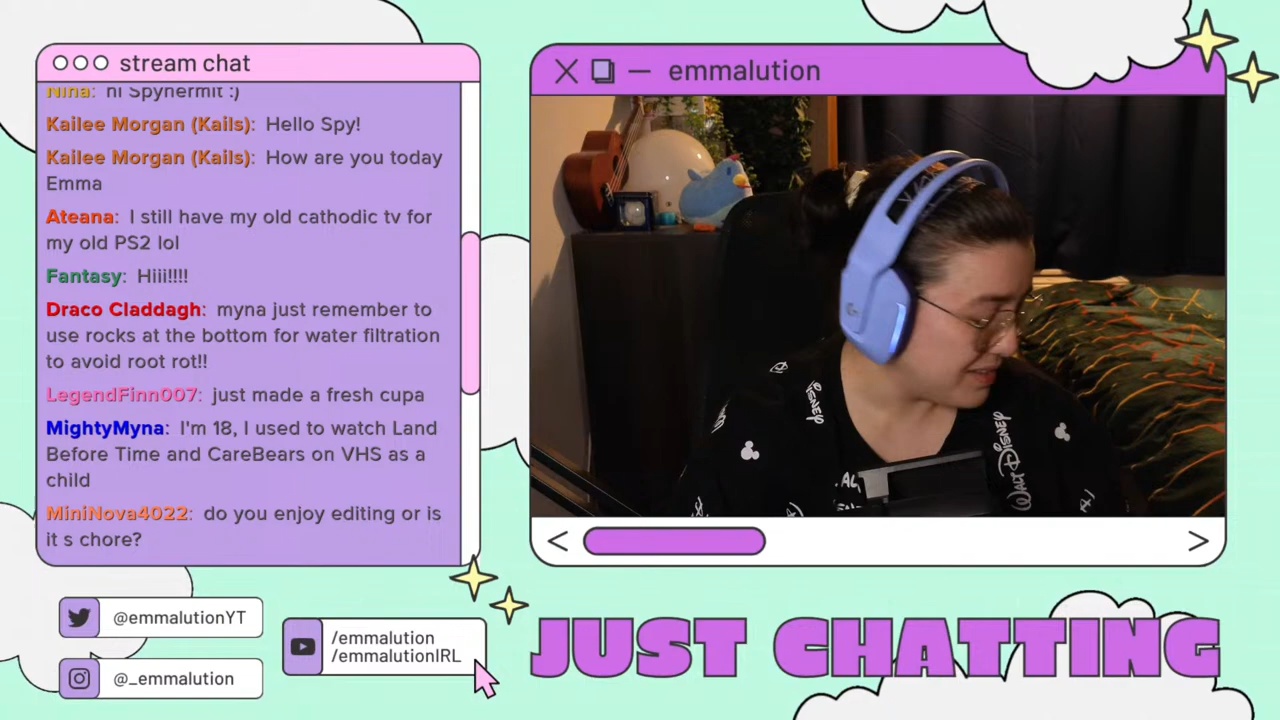 stream chat
Nina: hi Spyhermit :)
Kailee Morgan (Kails): Hello Spy!
Kailee Morgan (Kails): How are you today
Emma
Ateana: I still have my old cathodic tv for
my old PS2 lol
Fantasy: Hiii!!!!
Draco Claddagh: myna just remember to
use rocks at the bottom for water filtration
to avoid root rot!!
LegendFinn007: just made a fresh cupa
MightyMyna: I'm 18, I used to watch Land
Before Time and CareBears on VHS as a
child
MiniNova4022: do you enjoy editing or is
it s chore?
emmalution
DISNEY
WALT DISNEY
@emmalutionYT
@_emmalution
/emmalution
/emmalutionIRL
JUST CHATTING